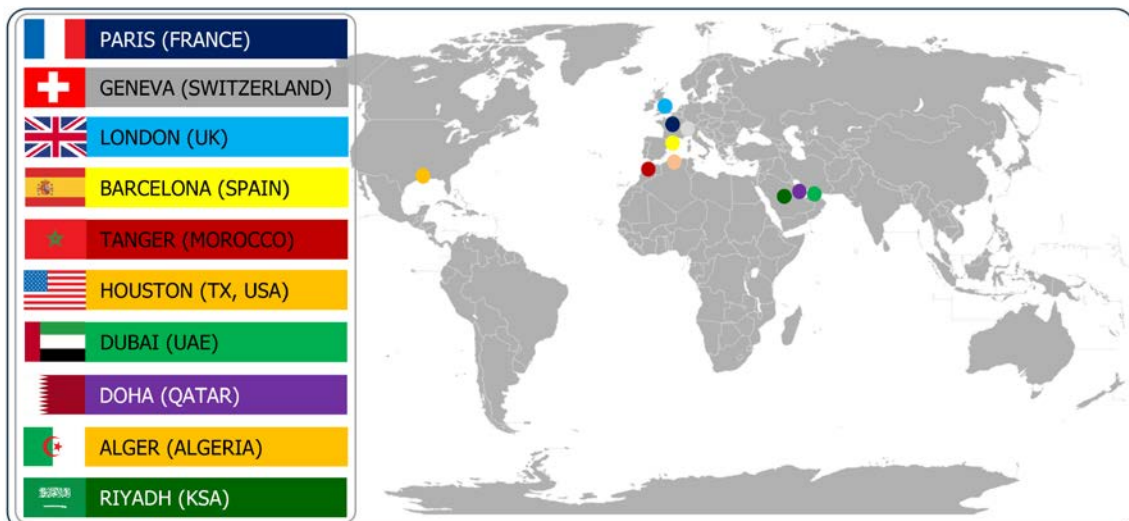 PARIS (FRANCE)
GENEVA (SWITZERLAND)
LONDON (UK)
BARCELONA (SPAIN)
TANGER (MOROCCO)
HOUSTON (TX, USA)
DUBAI (UAE)
DOHA (QATAR)
ALGER (ALGERIA)
RIYADH (KSA)